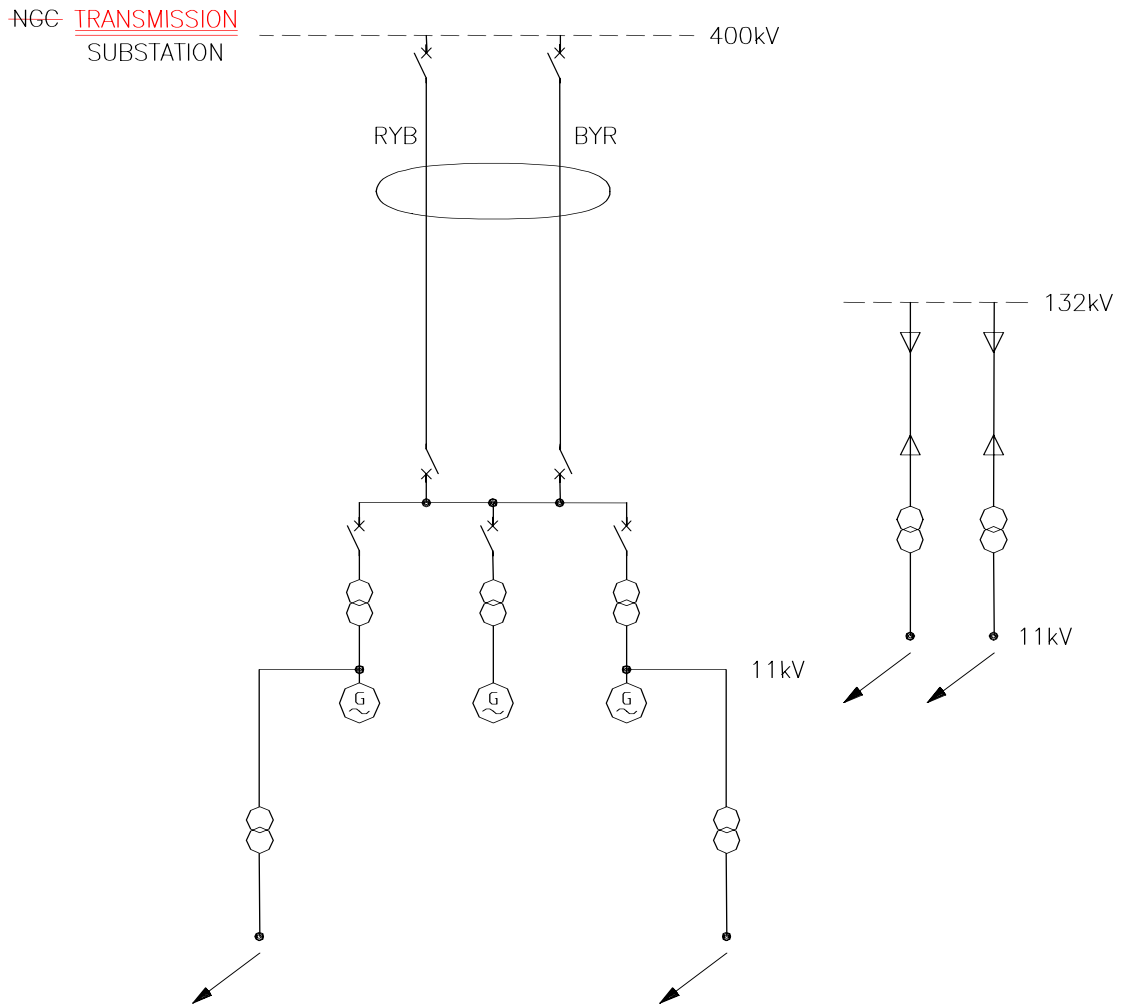 NGC TRANSMISSION
SUBSTATION
400kV
RYB
BYR
132kV
11kV
11kV
G
G
G